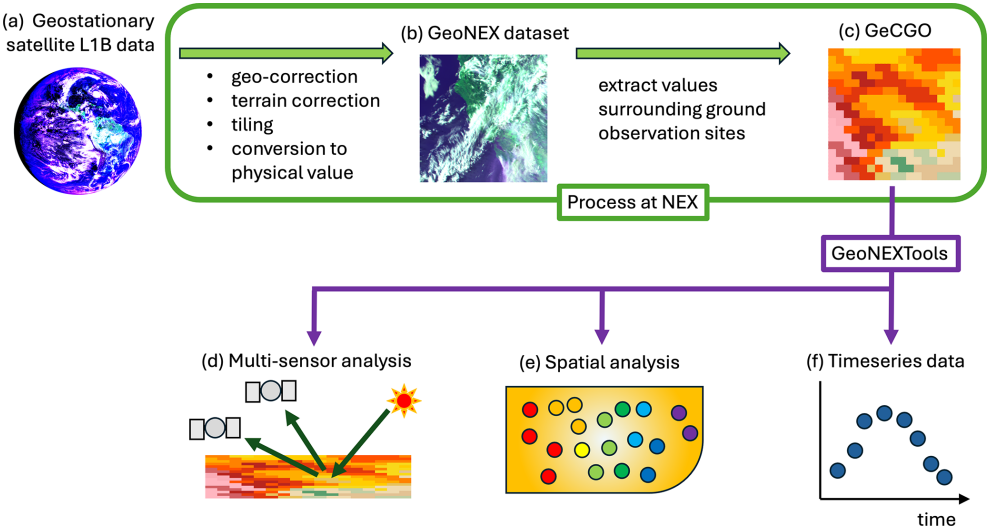 (a) Geostationary
satellite L1B data
(b) GeoNEX dataset
(c) GeCGO
• geo-correction
• terrain correction
• tiling
• conversion to
physical value
extract values
surrounding ground
observation sites
Process at NEX
GeoNEXTools
(d) Multi-sensor analysis
(e) Spatial analysis
(f) Timeseries data
time